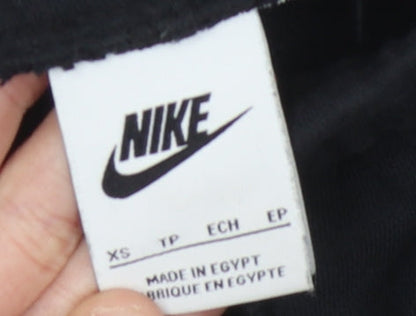 NIKE
XS TP ECH EP
MADE IN EGYPT
BRIQUE EN EGYPTE